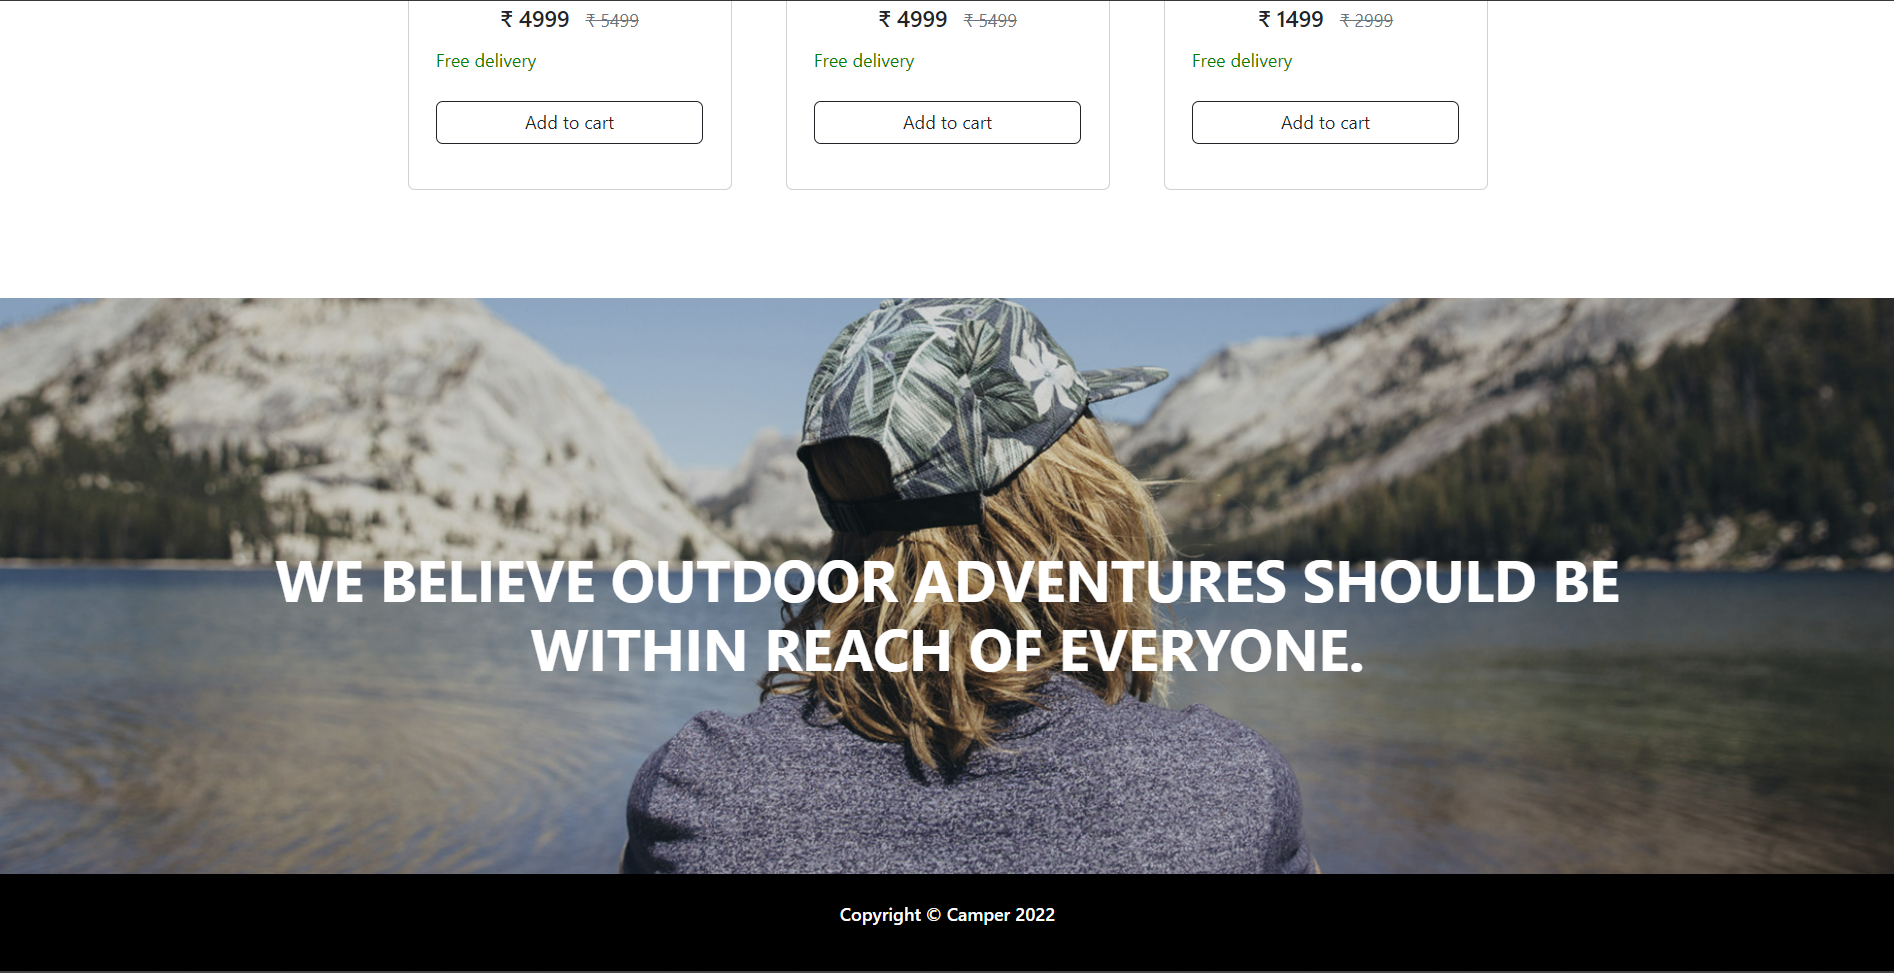 ₹ 4999 ₹ 5499 ₹ 4999 ₹ 5499 ₹ 1499 ₹ 2999
Free delivery Free delivery Free delivery
Add to cart Add to cart Add to cart
WE BELIEVE OUTDOOR ADVENTURES SHOULD BE
WITHIN REACH OF EVERYONE.
Copyright © Camper 2022